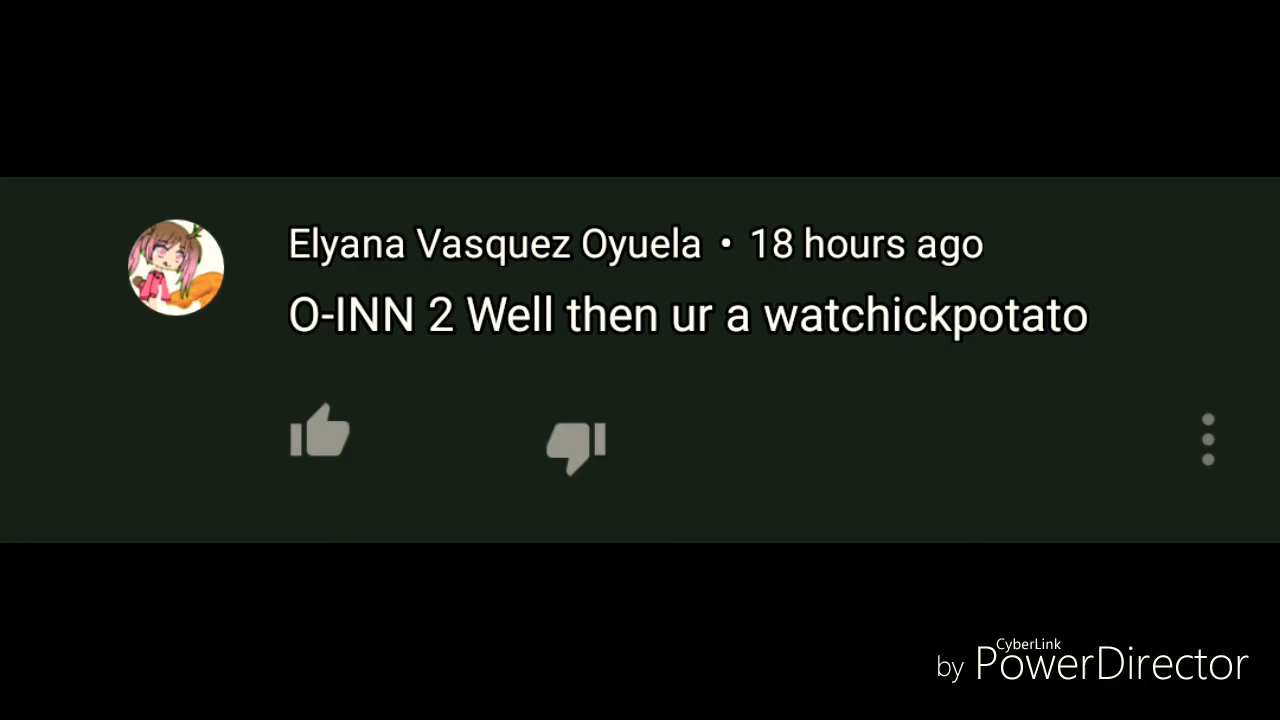 Elyana Vasquez Oyuela • 18 hours ago
O-INN 2 Well then ur a watchickpotato
CyberLink
by PowerDirector